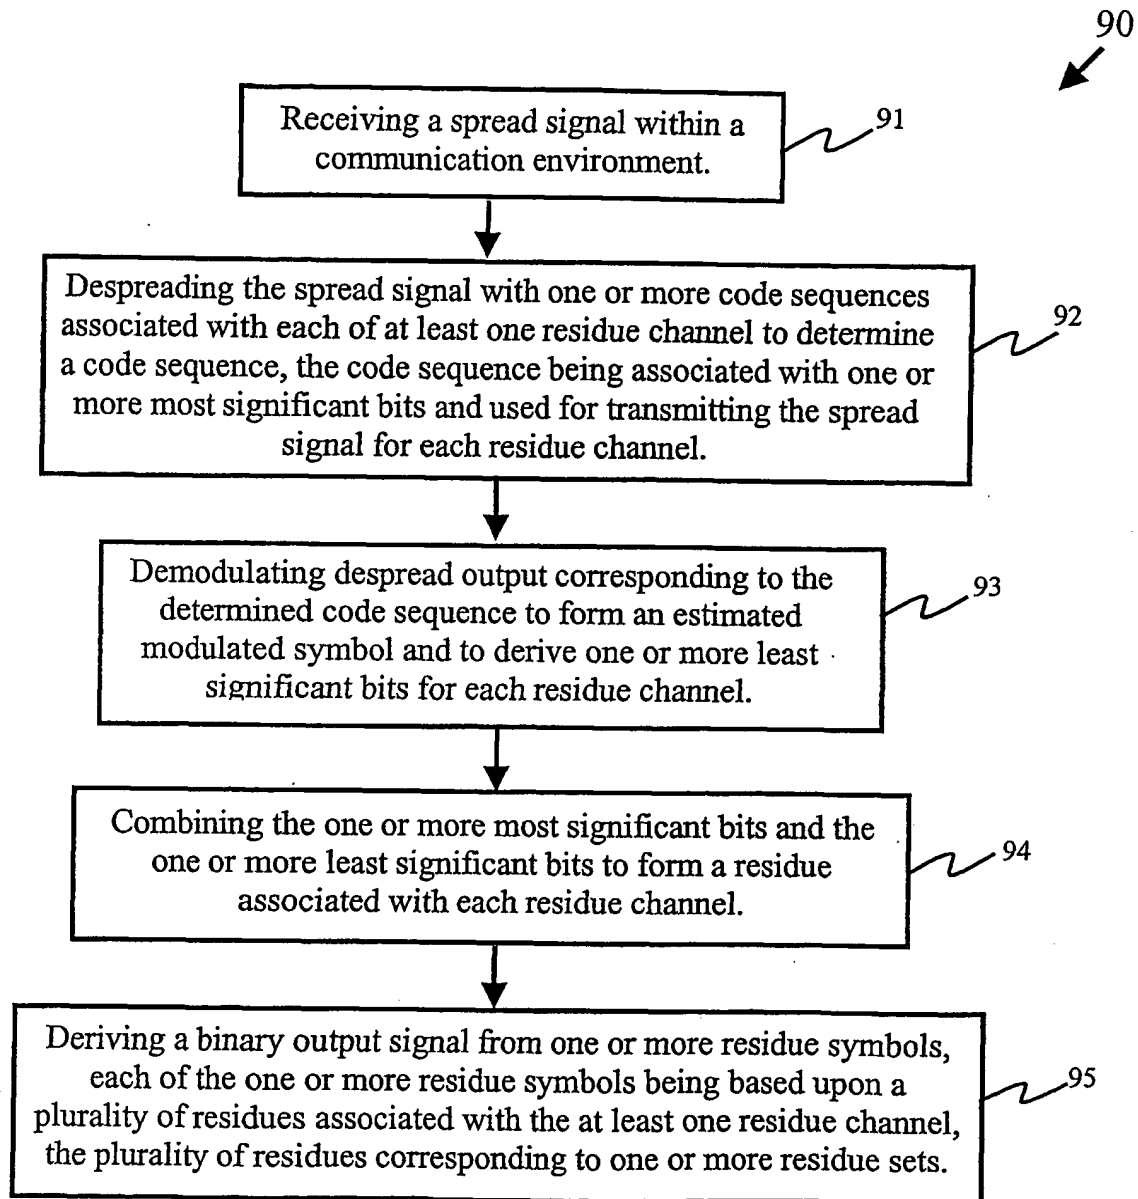 90
Receiving a spread signal within a
communication environment.
91
Despreading the spread signal with one or more code sequences
associated with each of at least one residue channel to determine
a code sequence, the code sequence being associated with one or
more most significant bits and used for transmitting the spread
signal for each residue channel.
92
Demodulating despread output corresponding to the
determined code sequence to form an estimated
modulated symbol and to derive one or more least
significant bits for each residue channel.
93
Combining the one or more most significant bits and the
one or more least significant bits to form a residue
associated with each residue channel.
94
Deriving a binary output signal from one or more residue symbols,
each of the one or more residue symbols being based upon a
plurality of residues associated with the at least one residue channel,
the plurality of residues corresponding to one or more residue sets.
95